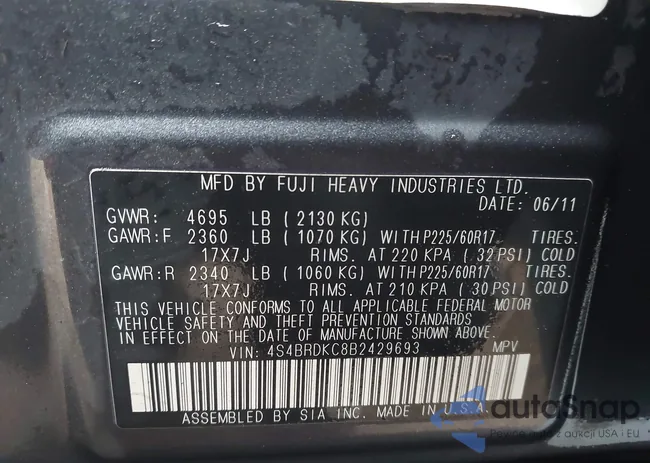 MFD BY FUJI HEAVY INDUSTRIES LTD.
DATE: 06/11
GVWR: 4695 LB ( 2130 KG)
GAWR:F 2360 LB ( 1070 KG) WITH P225/60R17 TIRES.
17X7J RIMS. AT 220 KPA ( 32 PSI) COLD
GAWR:R 2340 LB ( 1060 KG) WITH P225/60R17 TIRES.
17X7J RIMS. AT 210 KPA ( 30 PSI) COLD
THIS VEHICLE CONFORMS TO ALL APPLICABLE FEDERAL MOTOR
VEHICLE SAFETY AND THEFT PREVENTION STANDARDS
IN EFFECT ON THE DATE OF MANUFACTURE SHOWN ABOVE.
VIN: 4S4BRDKC8B2429693 MPV
ASSEMBLED BY SIA INC. MADE IN U.S.A.
autoSnap
z aukcji USA i EU